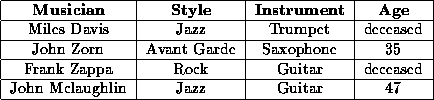 Musician Style Instrument Age
Miles Davis Jazz Trumpet deceased
John Zorn Avant Garde Saxophone 35
Frank Zappa Rock Guitar deceased
John Mclaughlin Jazz Guitar 47